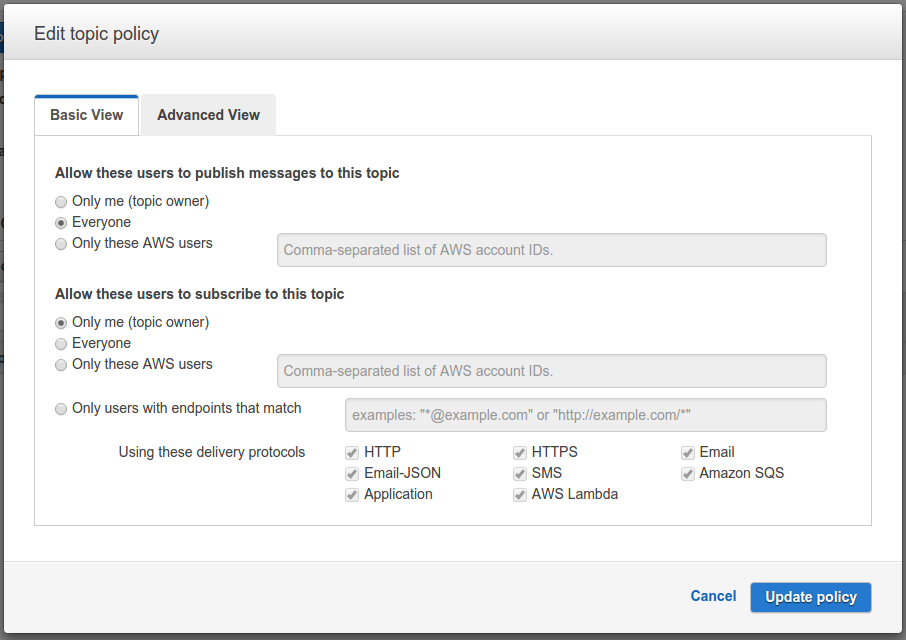 Edit topic policy
Basic View
Advanced View
Allow these users to publish messages to this topic
Only me (topic owner)
Everyone
Only these AWS users
Comma-separated list of AWS account IDs.
Allow these users to subscribe to this topic
Only me (topic owner)
Everyone
Only these AWS users
Comma-separated list of AWS account IDs.
Only users with endpoints that match
examples: "*@example.com" or "http://example.com/*"
Using these delivery protocols
HTTP
HTTPS
Email
Email-JSON
SMS
Amazon SQS
Application
AWS Lambda
Cancel
Update policy